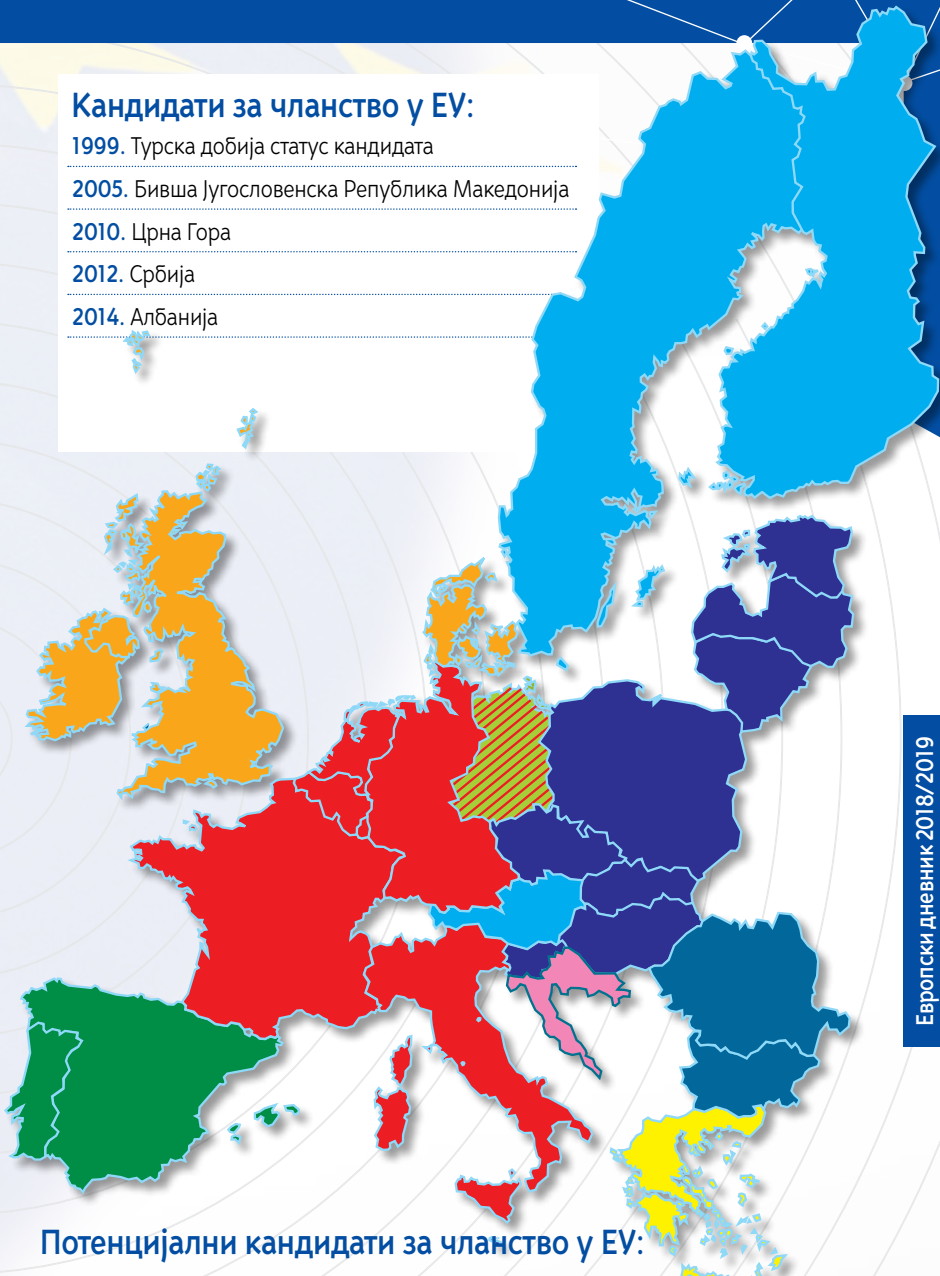 Кандидати за чланство у ЕУ:
1999. Турска добија статус кандидата
2005. Бивша Југословенска Република Македонија
2010. Црна Гора
2012. Србија
2014. Албанија
Европски дневник 2018/2019
Потенцијални кандидати за чланство у ЕУ: